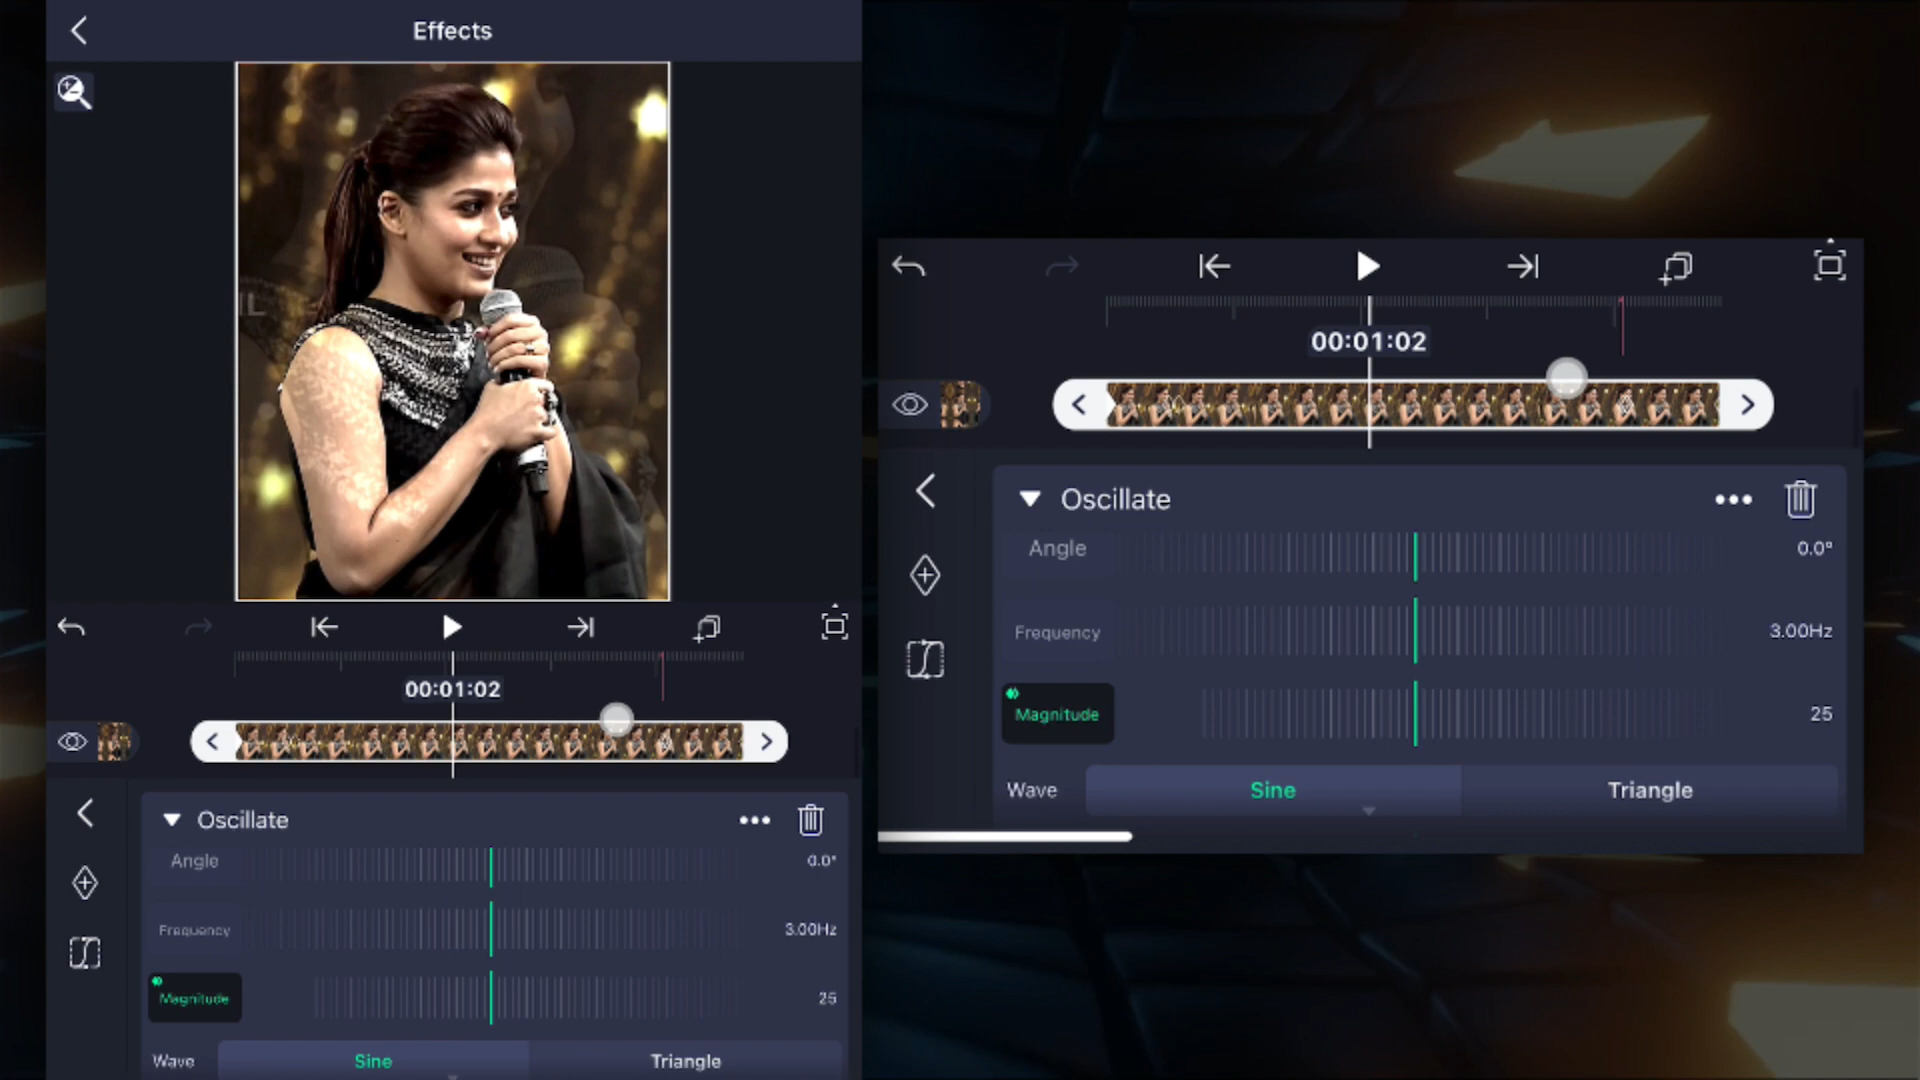 Effects
IL
00:01:02
Oscillate
Angle 0.0°
Frequency 3.00Hz
Magnitude 25
Wave Sine Triangle
00:01:02
Oscillate
Angle 0.0°
Frequency 3.00Hz
Magnitude 25
Wave Sine Triangle